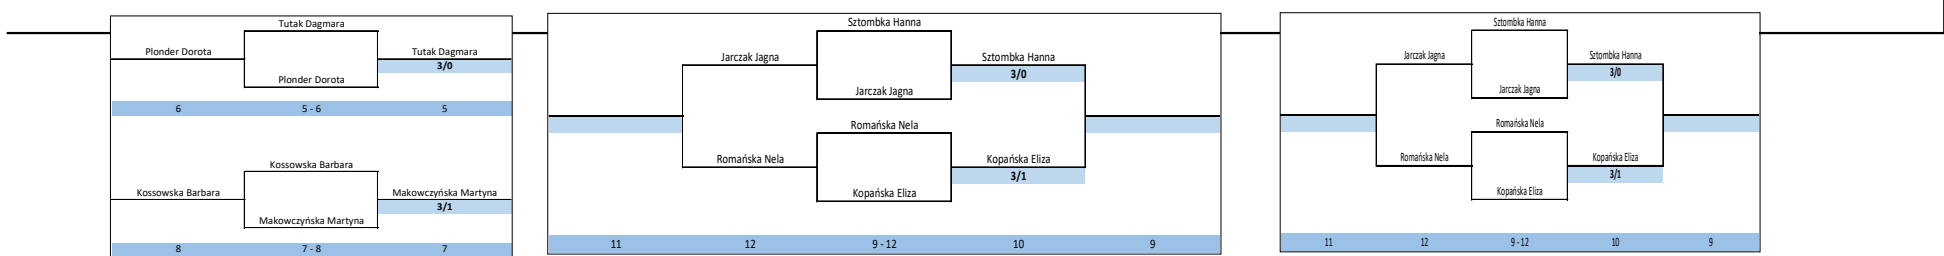 Tutak Dagmara
Plonder Dorota
Tutak Dagmara
3/0
Plonder Dorota
6 5 - 6 5
Kossowska Barbara
Kossowska Barbara
Makowczyńska Martyna
3/1
Makowczyńska Martyna
8 7 - 8 7
Sztombka Hanna
Jarczak Jagna
Sztombka Hanna
3/0
Jarczak Jagna
Romańska Nela
Romańska Nela
Kopańska Eliza
3/1
Kopańska Eliza
11 12 9 - 12 10 9
Sztombka Hanna
Jarczak Jagna
Sztombka Hanna
3/0
Jarczak Jagna
Romańska Nela
Romańska Nela
Kopańska Eliza
3/1
Kopańska Eliza
11 12 9 - 12 10 9